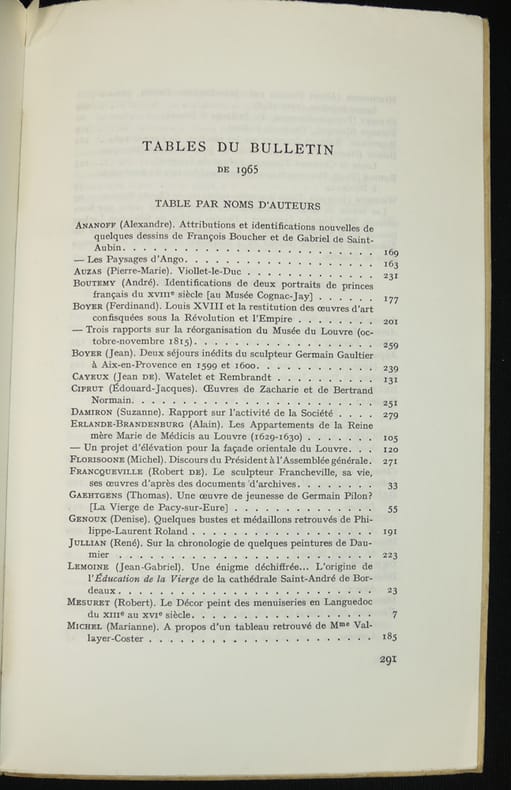 TABLES DU BULLETIN
DE 1965
TABLE PAR NOMS D'AUTEURS
ANANOFF (Alexandre). Attributions et identifications nouvelles de
quelques dessins de François Boucher et de Gabriel de Saint-
Aubin. . . . . . . . . . . . . . . . . . . . . . . . 169
— Les Paysages d'Ango. . . . . . . . . . . . . . . . . . . 163
AUZAS (Pierre-Marie). Viollet-le-Duc . . . . . . . . . . . . 231
BOUTEMY (André). Identifications de deux portraits de princes
français du XVIIIe siècle [au Musée Cognac-Jay] . . . . . . 177
BOYER (Ferdinand). Louis XVIII et la restitution des œuvres d'art
confisquées sous la Révolution et l'Empire . . . . . . . . 201
— Trois rapports sur la réorganisation du Musée du Louvre (oc-
tobre-novembre 1815). . . . . . . . . . . . . . . . . . 259
BOYER (Jean). Deux séjours inédits du sculpteur Germain Gaultier
à Aix-en-Provence en 1599 et 1600. . . . . . . . . . . . 239
CAYEUX (Jean DE). Watelet et Rembrandt . . . . . . . . . . 131
CIPRUT (Édouard-Jacques). Œuvres de Zacharie et de Bertrand
Normain. . . . . . . . . . . . . . . . . . . . . . . . 251
DAMIRON (Suzanne). Rapport sur l'activité de la Société . . . . 279
ERLANDE-BRANDENBURG (Alain). Les Appartements de la Reine
mère Marie de Médicis au Louvre (1629-1630) . . . . . . . 105
— Un projet d'élévation pour la façade orientale du Louvre. . . 120
FLORISOONE (Michel). Discours du Président à l'Assemblée générale. 271
FRANCQUEVILLE (Robert DE). Le sculpteur Francheville, sa vie,
ses œuvres d'après des documents d'archives. . . . . . . . 33
GAEHTGENS (Thomas). Une œuvre de jeunesse de Germain Pilon?
[La Vierge de Pacy-sur-Eure] . . . . . . . . . . . . . . 55
GENOUX (Denise). Quelques bustes et médaillons retrouvés de Phi-
lippe-Laurent Roland . . . . . . . . . . . . . . . . . . 191
JULLIAN (René). Sur la chronologie de quelques peintures de Dau-
mier . . . . . . . . . . . . . . . . . . . . . . . . . 223
LEMOINE (Jean-Gabriel). Une énigme déchiffrée... L'origine de
l'Éducation de la Vierge de la cathédrale Saint-André de Bor-
deaux. . . . . . . . . . . . . . . . . . . . . . . . . 23
MESURET (Robert). Le Décor peint des menuiseries en Languedoc
du XIIIe au XVIe siècle. . . . . . . . . . . . . . . . . . 7
MICHEL (Marianne). A propos d'un tableau retrouvé de Mme Val-
layer-Coster . . . . . . . . . . . . . . . . . . . . . . 185
291